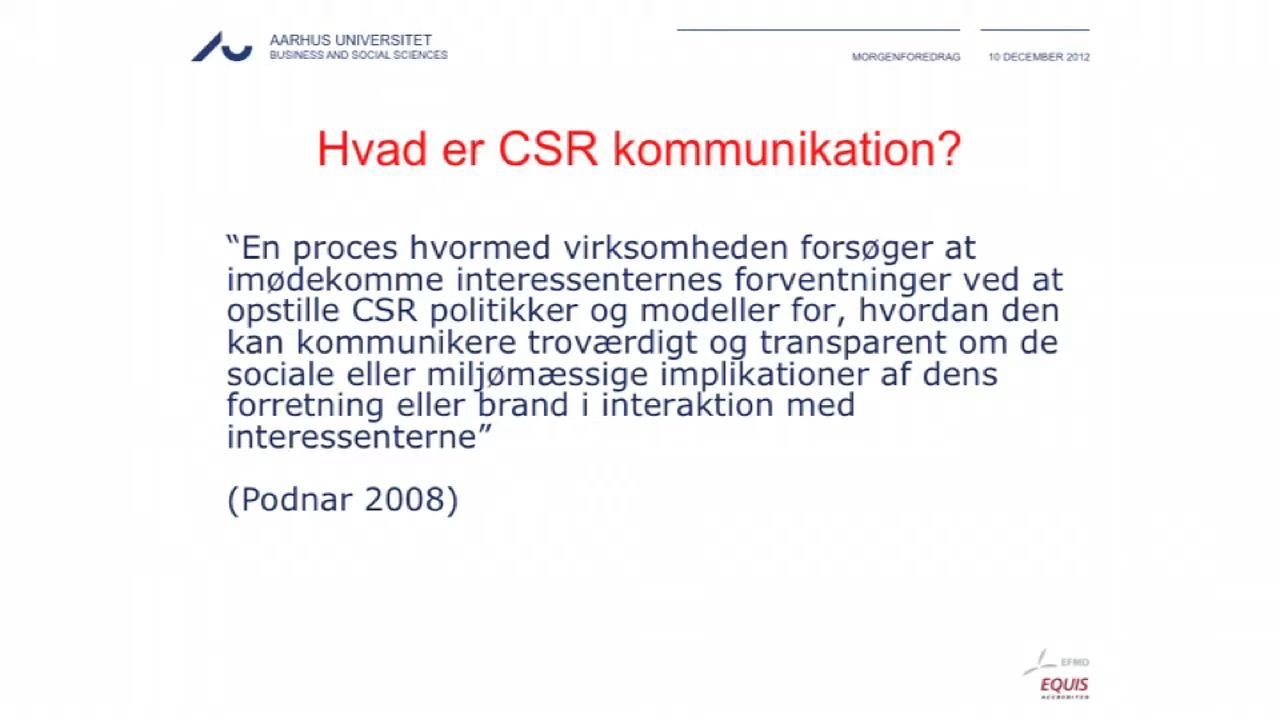 AARHUS UNIVERSITET
BUSINESS AND SOCIAL SCIENCES
MORGENFOREDRAG
10 DECEMBER 2012
Hvad er CSR kommunikation?
“En proces hvormed virksomheden forsøger at
imødekomme interessenternes forventninger ved at
opstille CSR politikker og modeller for, hvordan den
kan kommunikere troværdigt og transparent om de
sociale eller miljømæssige implikationer af dens
forretning eller brand i interaktion med
interessenterne”
(Podnar 2008)
EFMD
EQUIS
ACCREDITED